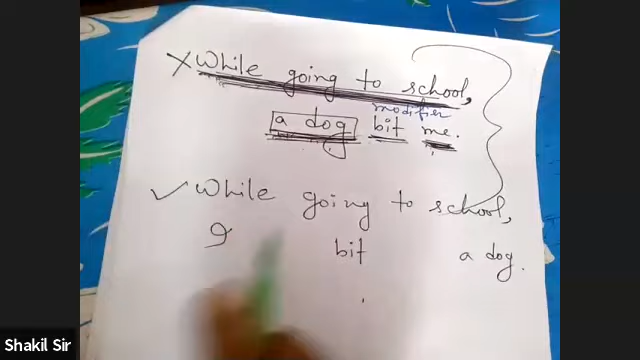 While going to school,
modifier
a dog bit me.
While going to school,
I bit a dog.
Shakil Sir